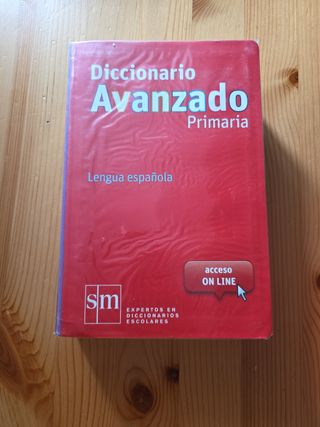 Diccionario
Avanzado
Primaria
Lengua española
acceso
ON LINE
sm
EXPERTOS EN
DICCIONARIOS
ESCOLARES